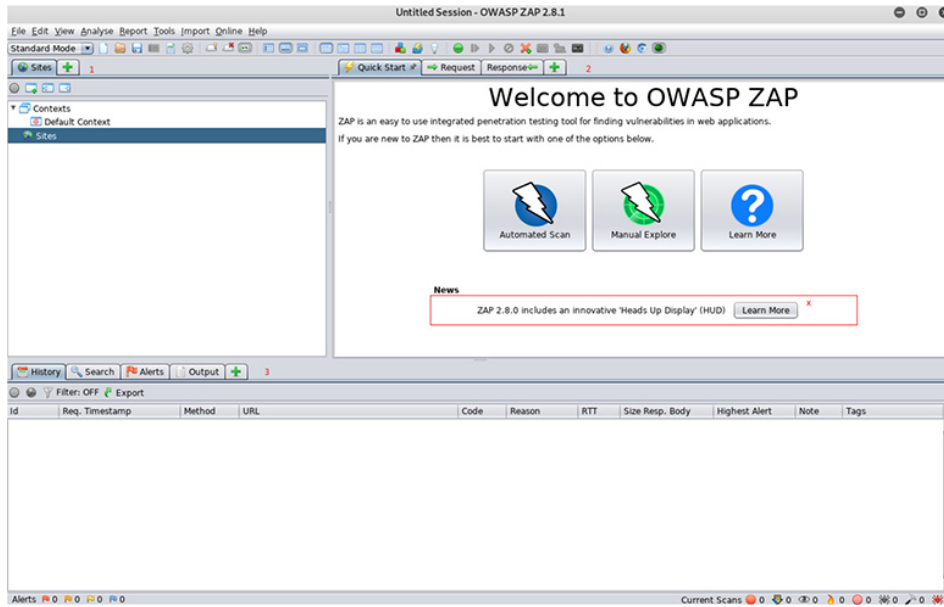 Untitled Session - OWASP ZAP 2.8.1
File Edit View Analyse Report Tools Import Online Help
Standard Mode
Sites 1
Quick Start Request Response 2
Contexts
Default Context
Sites
Welcome to OWASP ZAP
ZAP is an easy to use integrated penetration testing tool for finding vulnerabilities in web applications.
If you are new to ZAP then it is best to start with one of the options below.
Automated Scan Manual Explore Learn More
News
ZAP 2.8.0 includes an innovative 'Heads Up Display' (HUD) Learn More x
History Search Alerts Output 3
Filter: OFF Export
Id Req. Timestamp Method URL Code Reason RTT Size Resp. Body Highest Alert Note Tags
Alerts 0 0 0 0 Current Scans 0 0 0 0 0 0 0